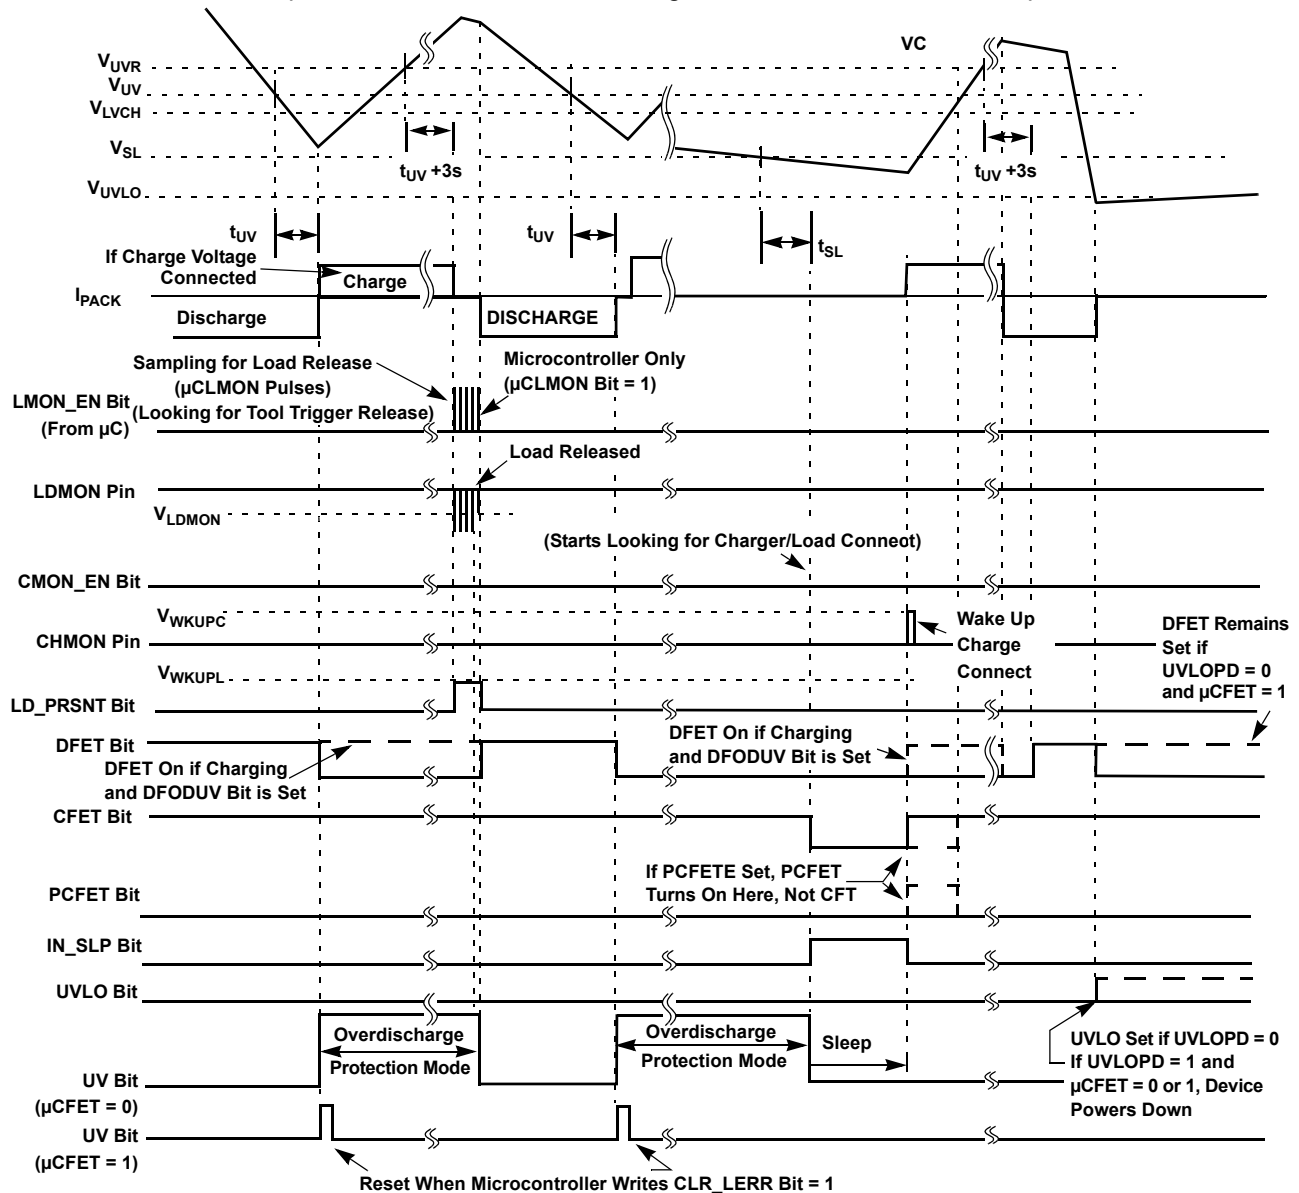 VC
VUVR
VUV
VLVCH
VSL
VUVLO
tUV +3s
tUV +3s
tUV
tUV
tSL
If Charge Voltage
Connected
Charge
IPACK
Discharge
DISCHARGE
Sampling for Load Release
(µCLMON Pulses)
(Looking for Tool Trigger Release)
Microcontroller Only
(µCLMON Bit = 1)
LMON_EN Bit
(From µC)
Load Released
LDMON Pin
VLDMON
(Starts Looking for Charger/Load Connect)
CMON_EN Bit
VWKUPC
CHMON Pin
Wake Up
Charge
Connect
DFET Remains
Set if
UVLOPD = 0
and µCFET = 1
VWKUPL
LD_PRSNT Bit
DFET Bit
DFET On if Charging
and DFODUV Bit is Set
DFET On if Charging
and DFODUV Bit is Set
CFET Bit
If PCFETE Set, PCFET
Turns On Here, Not CFT
PCFET Bit
IN_SLP Bit
UVLO Bit
Overdischarge
Protection Mode
Overdischarge
Protection Mode
Sleep
UVLO Set if UVLOPD = 0
If UVLOPD = 1 and
µCFET = 0 or 1, Device
Powers Down
UV Bit
(µCFET = 0)
UV Bit
(µCFET = 1)
Reset When Microcontroller Writes CLR_LERR Bit = 1